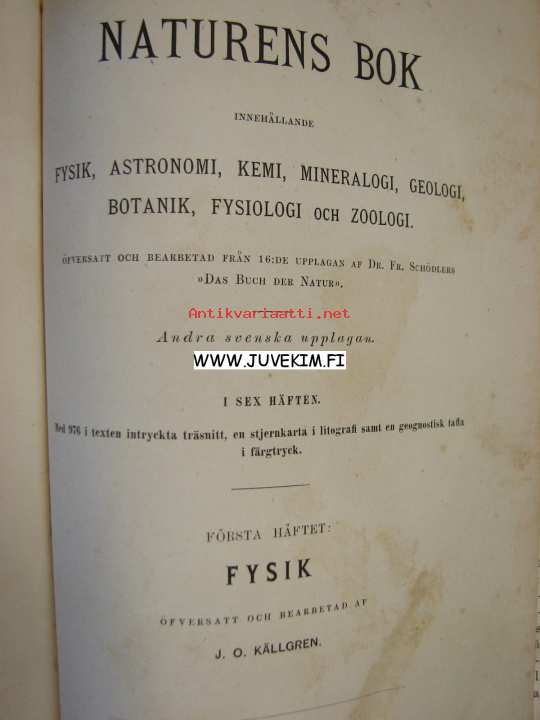 NATURENS BOK
INNEHÅLLANDE
FYSIK, ASTRONOMI, KEMI, MINERALOGI, GEOLOGI,
BOTANIK, FYSIOLOGI OCH ZOOLOGI.
ÖFVERSATT OCH BEARBETAD FRÅN 16:DE UPPLAGAN AF DR. FR. SCHÖDLERS
»DAS BUCH DER NATUR».
Antikvariaatti.net
Andra svenska upplagan.
WWW.JUVEKIM.FI
I SEX HÄFTEN.
Med 976 i texten intryckta träsnitt, en stjernkarta i litografi samt en geognostisk tafla
i färgtryck.
FÖRSTA HÄFTET:
FYSIK
ÖFVERSATT OCH BEARBETAD AF
J. O. KÄLLGREN.